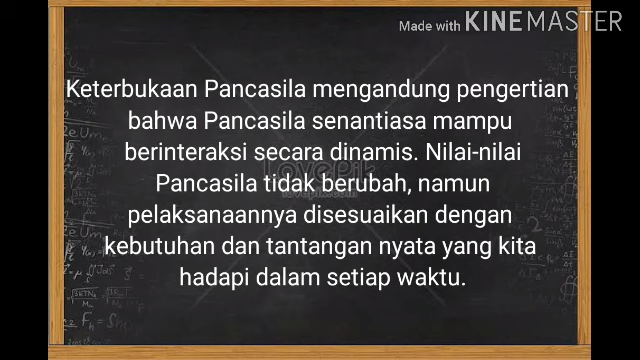 Made with KINEMASTER
Keterbukaan Pancasila mengandung pengertian
bahwa Pancasila senantiasa mampu
berinteraksi secara dinamis. Nilai-nilai
Pancasila tidak berubah, namun
pelaksanaannya disesuaikan dengan
kebutuhan dan tantangan nyata yang kita
hadapi dalam setiap waktu.